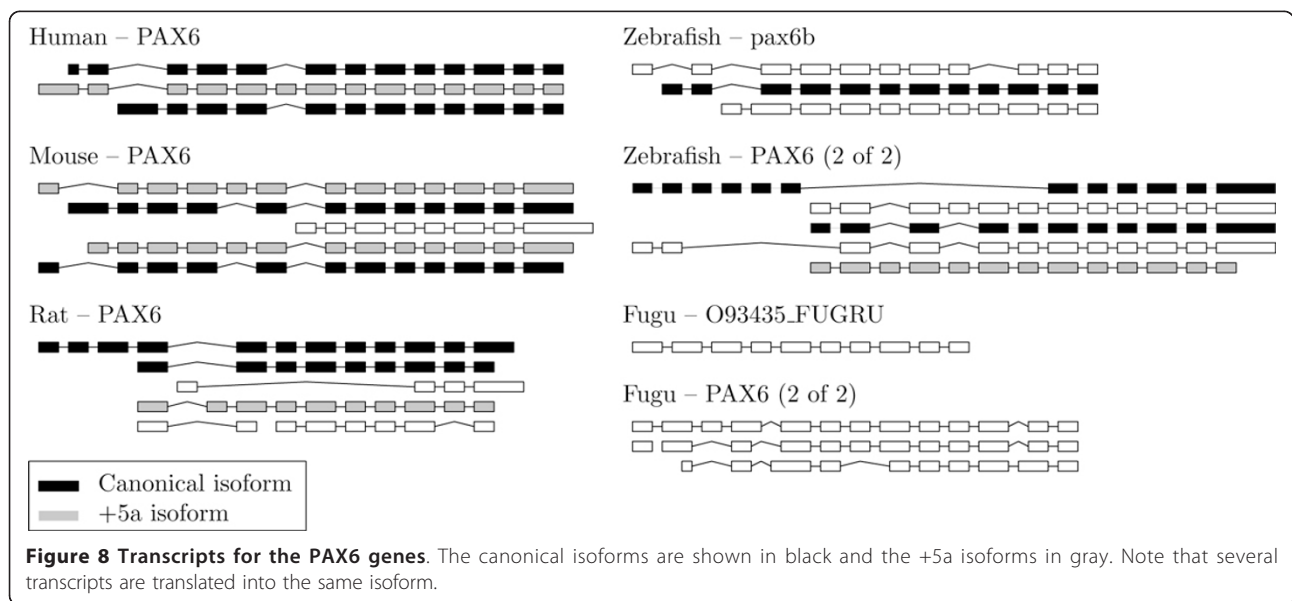 Human – PAX6
Mouse – PAX6
Rat – PAX6
Canonical isoform
+5a isoform
Zebrafish – pax6b
Zebrafish – PAX6 (2 of 2)
Fugu – O93435_FUGRU
Fugu – PAX6 (2 of 2)
Figure 8 Transcripts for the PAX6 genes. The canonical isoforms are shown in black and the +5a isoforms in gray. Note that several
transcripts are translated into the same isoform.